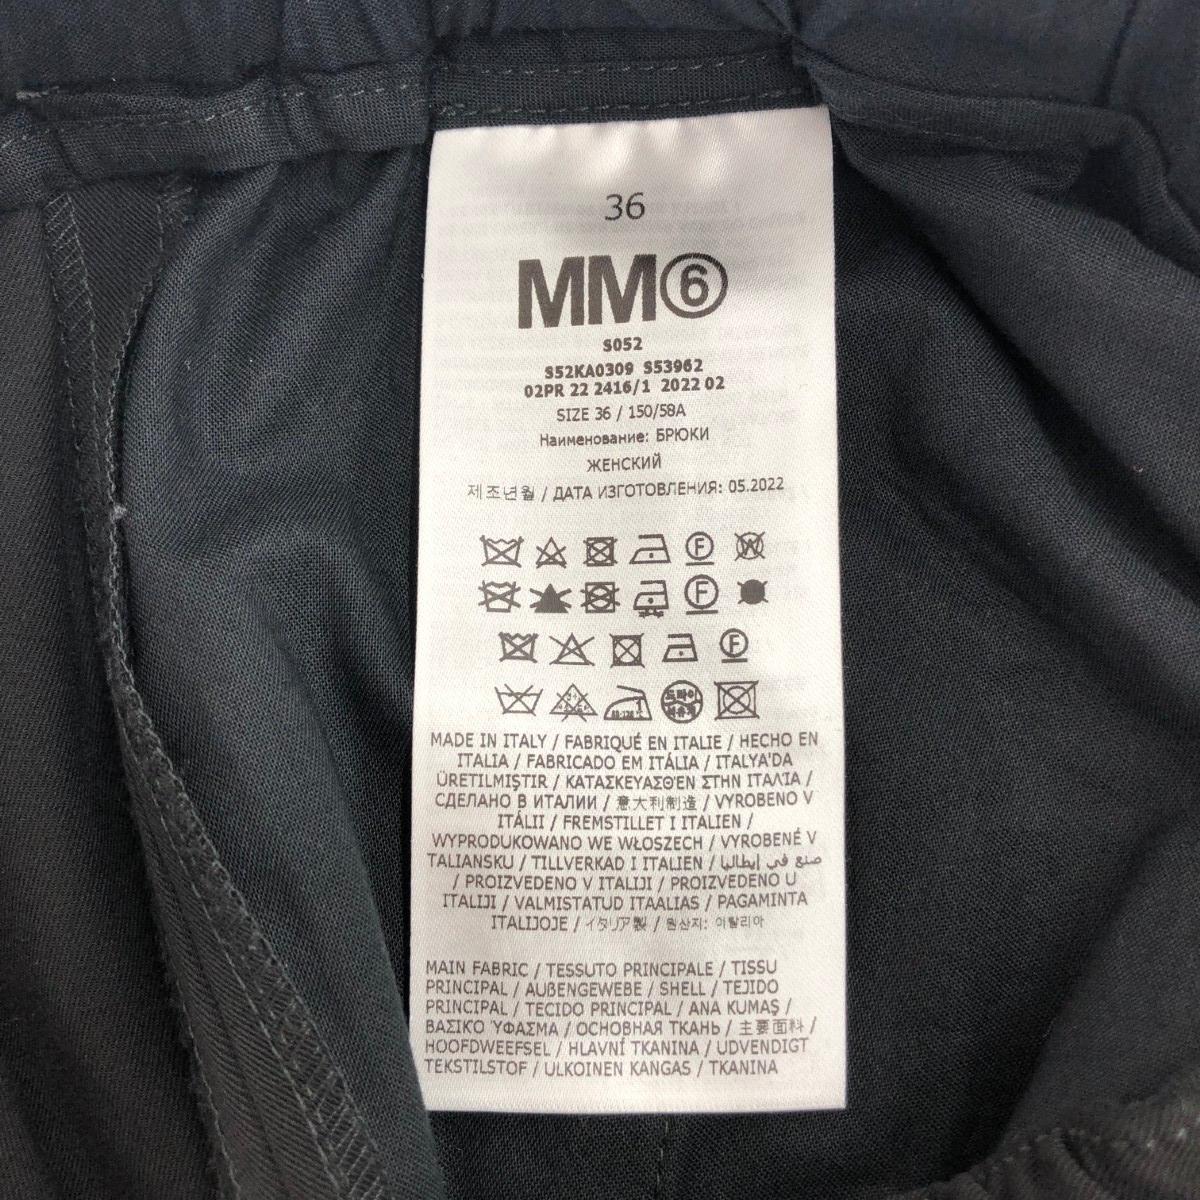 36
MM⑥
S052
S52KA0309 S53962
02PR 22 2416/1 2022 02
SIZE 36 / 150/58A
Наименование: БРЮКИ
ЖЕНСКИЙ
제조년월 / ДАТА ИЗГОТОВЛЕНИЯ: 05.2022
F W
F
F
드라이
MADE IN ITALY / FABRIQUÉ EN ITALIE / HECHO EN
ITALIA / FABRICADO EM ITÁLIA / ITALYA'DA
ÜRETILMIŞTIR / ΚΑΤΑΣΚΕΥΑΣΘΈΝ ΣΤΗΝ ΙΤΑΛΊΑ /
СДЕЛАНО В ИТАЛИИ / 意大利制造 / VYROBENO V
ITÁLII / FREMSTILLET I ITALIEN /
WYPRODUKOWANO WE WŁOSZECH / VYROBENÉ V
TALIANSKU / TILLVERKAD I ITALIEN / صنع في إيطاليا
/ PROIZVEDENO V ITALIJI / PROIZVEDENO U
ITALIJI / VALMISTATUD ITAALIAS / PAGAMINTA
ITALIJOJE / イタリア製 / 원산지: 이탈리아
MAIN FABRIC / TESSUTO PRINCIPALE / TISSU
PRINCIPAL / AUßENGEWEBE / SHELL / TEJIDO
PRINCIPAL / TECIDO PRINCIPAL / ANA KUMAŞ /
ΒΑΣΙΚΟ ΎΦΑΣΜΑ / ОСНОВНАЯ ТКАНЬ / 主要面料 /
HOOFDWEEFSEL / HLAVNÍ TKANINA / UDVENDIGT
TEKSTILSTOF / ULKOINEN KANGAS / TKANINA